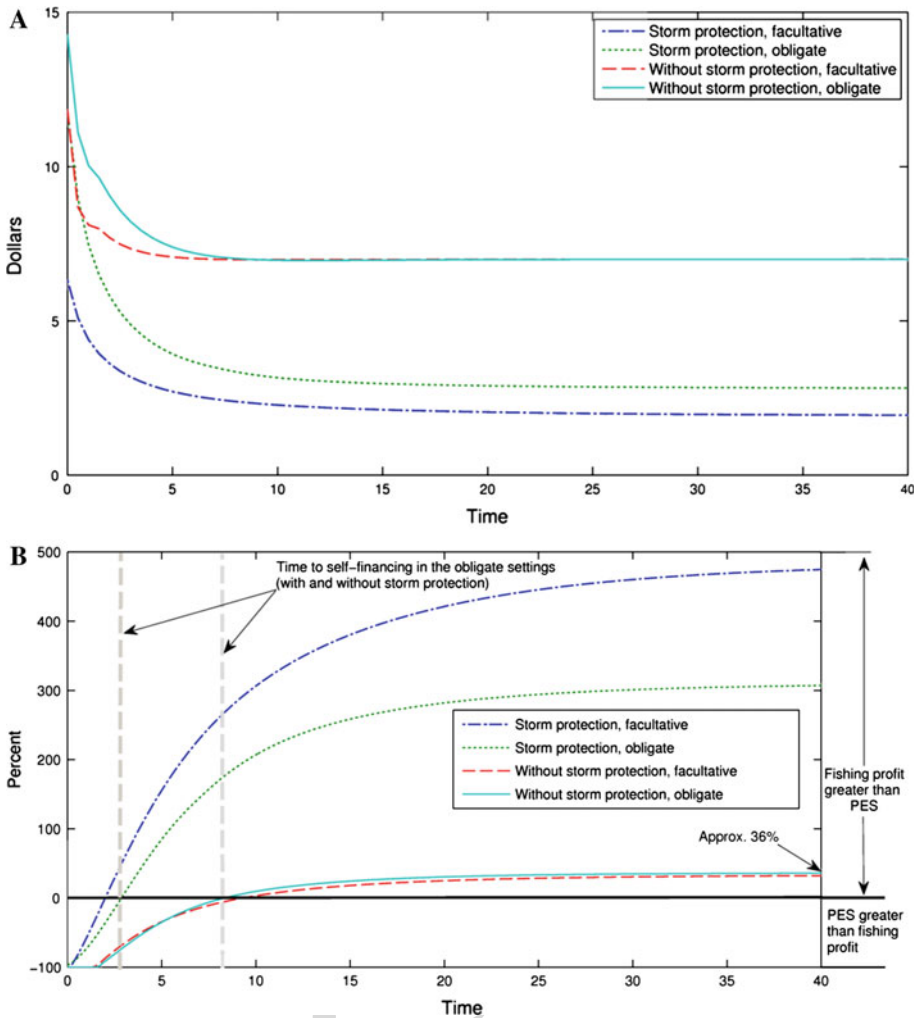 A
15
10
5
0
Dollars
Storm protection, facultative
Storm protection, obligate
Without storm protection, facultative
Without storm protection, obligate
0 5 10 15 20 25 30 35 40
Time
B
500
400
300
200
100
0
-100
Percent
Time to self-financing in the obligate settings
(with and without storm protection)
Storm protection, facultative
Storm protection, obligate
Without storm protection, facultative
Without storm protection, obligate
Approx. 36%
Fishing profit
greater than
PES
PES greater
than fishing
profit
0 5 10 15 20 25 30 35 40
Time